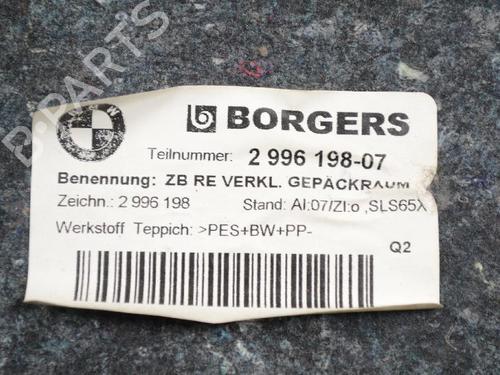 B-PARTS
BORGERS
Teilnummer: 2 996 198-07
Benennung: ZB RE VERKL. GEPÄCKRAUM
Zeichn.: 2 996 198 Stand: AI:07/ZI:o ,SLS65X
Werkstoff Teppich: >PES+BW+PP-
Q2